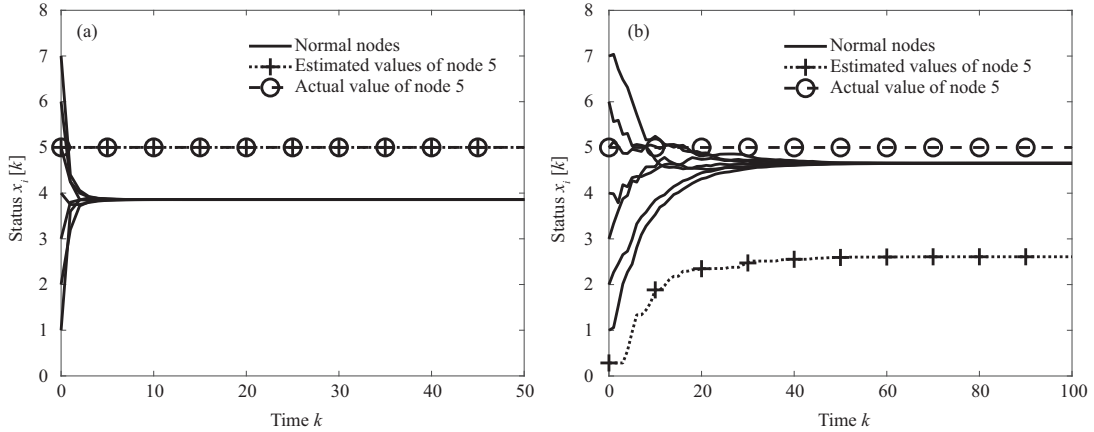 (a)
Normal nodes
Estimated values of node 5
Actual value of node 5
8
7
6
5
4
3
2
1
0
Status x_i [k]
0 10 20 30 40 50
Time k
(b)
Normal nodes
Estimated values of node 5
Actual value of node 5
8
7
6
5
4
3
2
1
0
Status x_i [k]
0 20 40 60 80 100
Time k